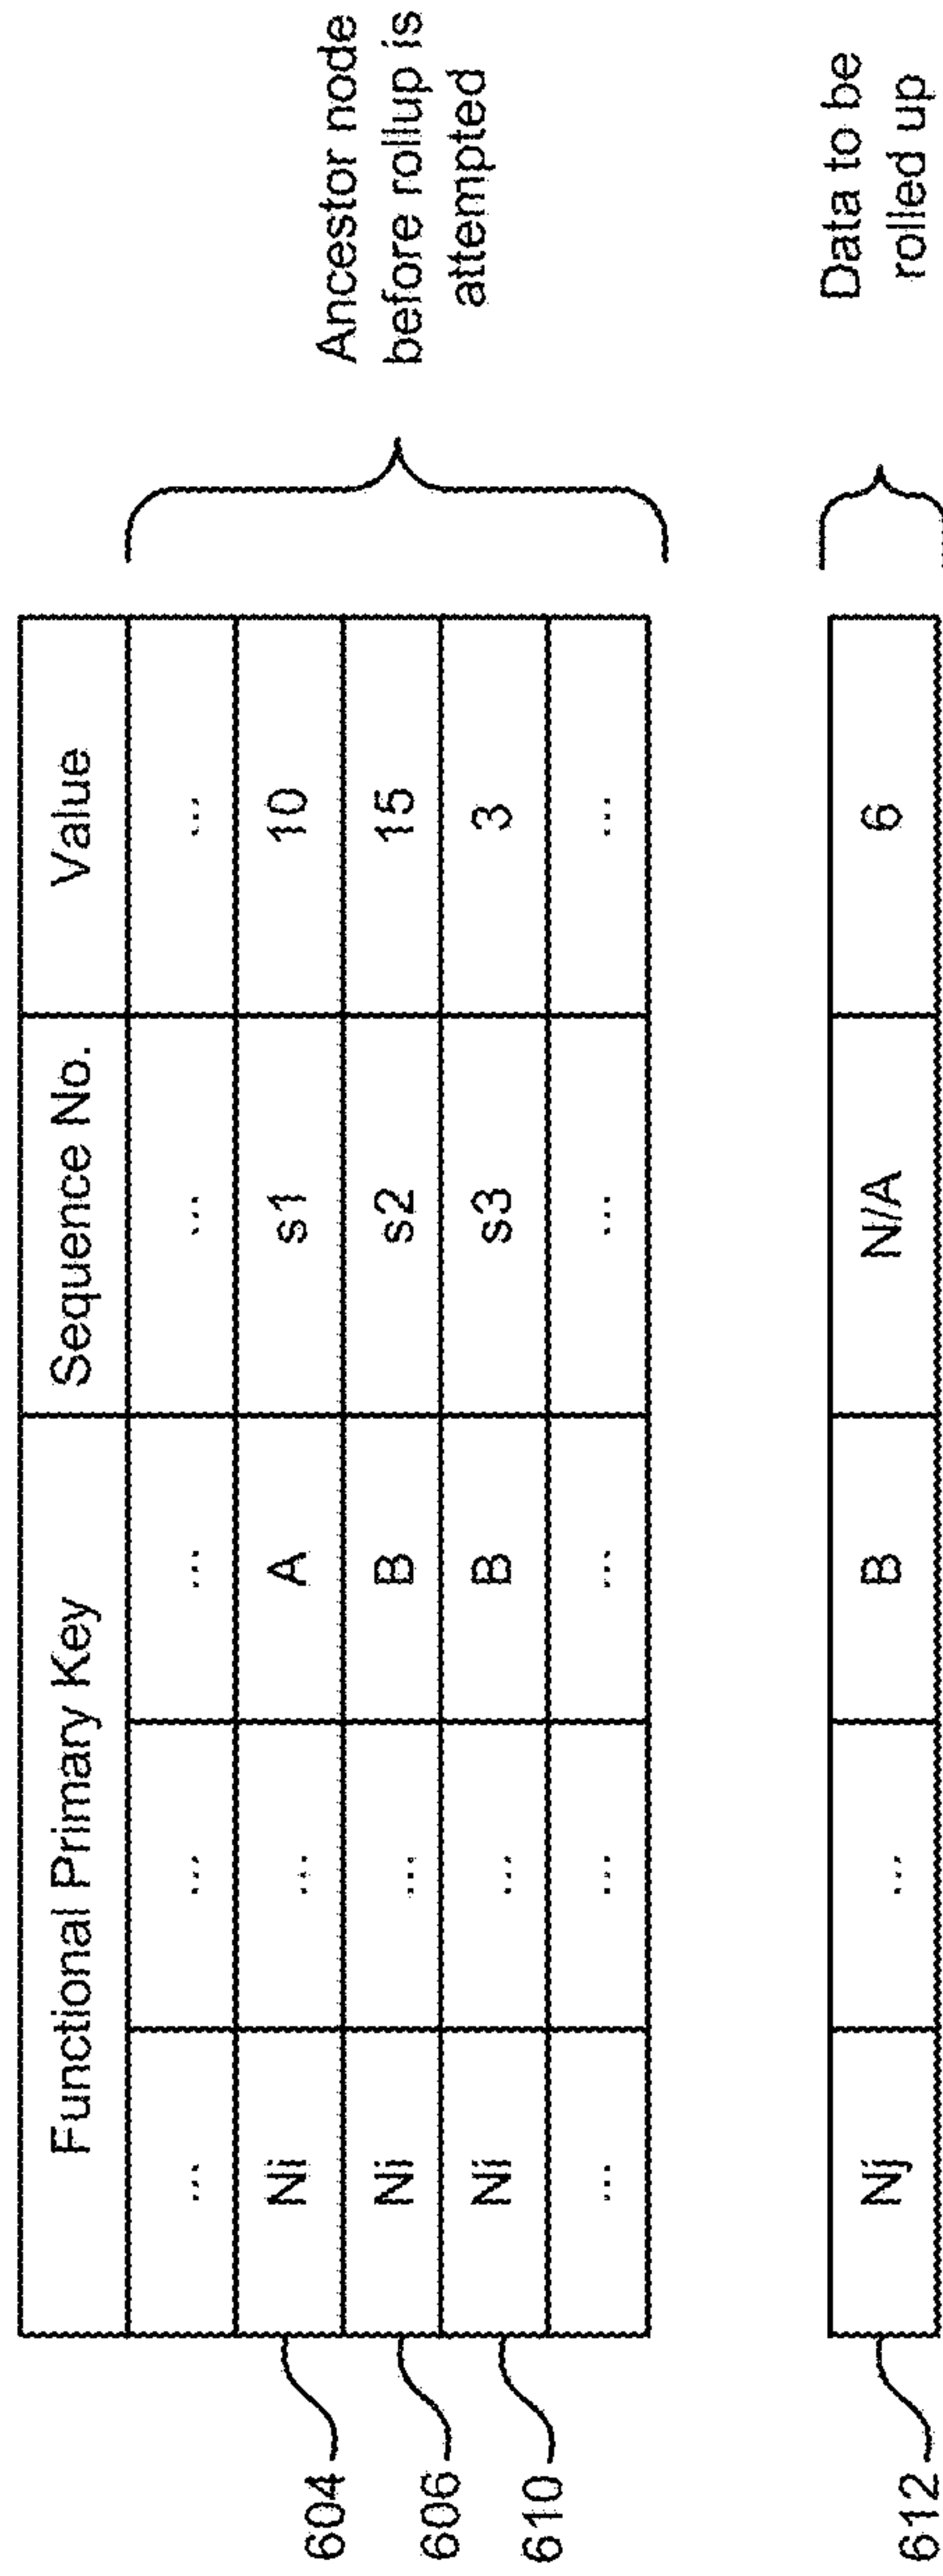 Functional Primary Key Sequence No. Value
... ... ... ... ...
604 Ni ... A s1 10
606 Ni ... B s2 15
610 Ni ... B s3 3
... ... ... ... ...
Ancestor node
before rollup is
attempted
612 Nj ... B N/A 6
Data to be
rolled up